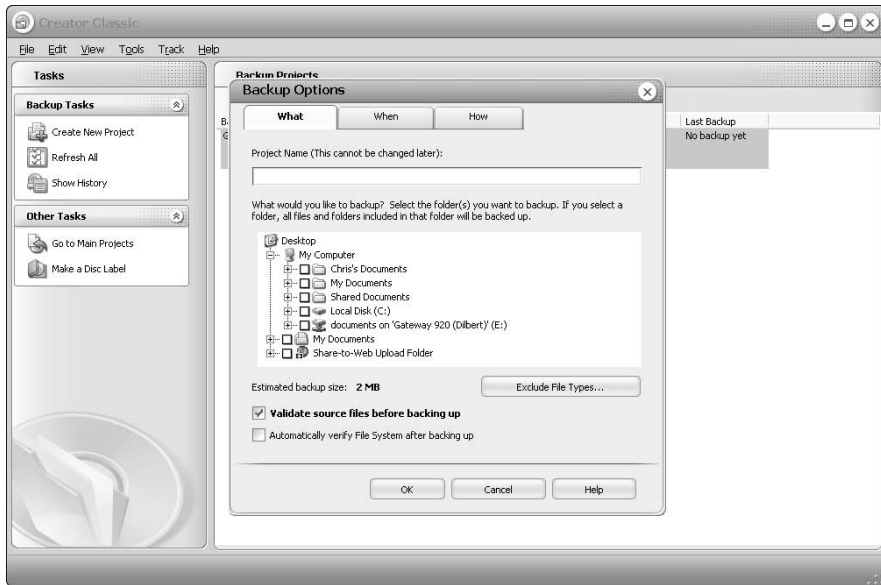 Creator Classic
File Edit View Tools Track Help
Tasks
Backup Tasks
Create New Project
Refresh All
Show History
Other Tasks
Go to Main Projects
Make a Disc Label
Backup Projects
Last Backup
No backup yet
Backup Options
What When How
Project Name (This cannot be changed later):
What would you like to backup? Select the folder(s) you want to backup. If you select a
folder, all files and folders included in that folder will be backed up.
Desktop
My Computer
Chris's Documents
My Documents
Shared Documents
Local Disk (C:)
documents on 'Gateway 920 (Dilbert)' (E:)
My Documents
Share-to-Web Upload Folder
Estimated backup size: 2 MB
Exclude File Types...
Validate source files before backing up
Automatically verify File System after backing up
OK Cancel Help